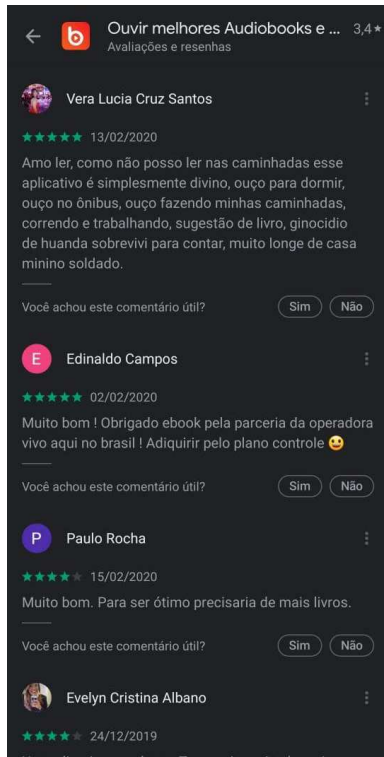 Ouvir melhores Audiobooks e ... 3,4★
Avaliações e resenhas
Vera Lucia Cruz Santos
13/02/2020
Amo ler, como não posso ler nas caminhadas esse
aplicativo é simplesmente divino, ouço para dormir,
ouço no ônibus, ouço fazendo minhas caminhadas,
correndo e trabalhando, sugestão de livro, ginocidio
de huanda sobrevivi para contar, muito longe de casa
minino soldado.
Você achou este comentário útil? Sim Não
E Edinaldo Campos
02/02/2020
Muito bom ! Obrigado ebook pela parceria da operadora
vivo aqui no brasil ! Adiquirir pelo plano controle 😃
Você achou este comentário útil? Sim Não
P Paulo Rocha
15/02/2020
Muito bom. Para ser ótimo precisaria de mais livros.
Você achou este comentário útil? Sim Não
Evelyn Cristina Albano
24/12/2019